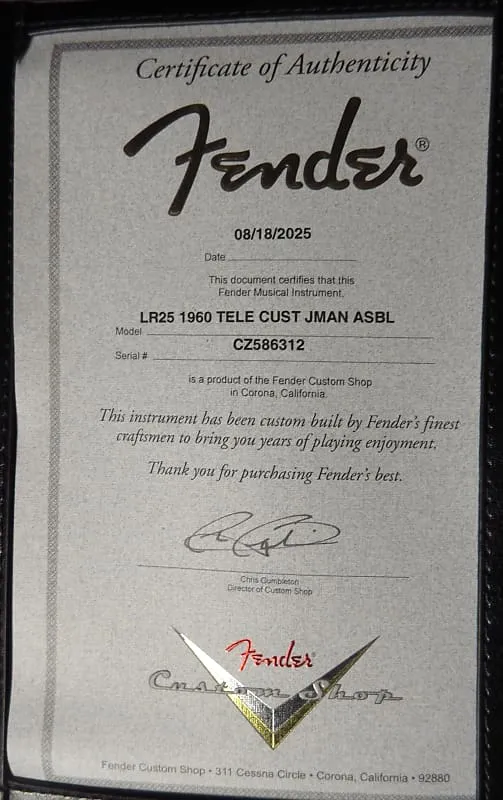 Certificate of Authenticity
Fender®
08/18/2025
Date
This document certifies that this
Fender Musical Instrument,
LR25 1960 TELE CUST JMAN ASBL
Model
CZ586312
Serial #
is a product of the Fender Custom Shop
in Corona, California.
This instrument has been custom built by Fender's finest
craftsmen to bring you years of playing enjoyment.
Thank you for purchasing Fender's best.
Chris Gumbleton
Director of Custom Shop
Fender®
Custom Shop
Fender Custom Shop • 311 Cessna Circle • Corona, California • 92880